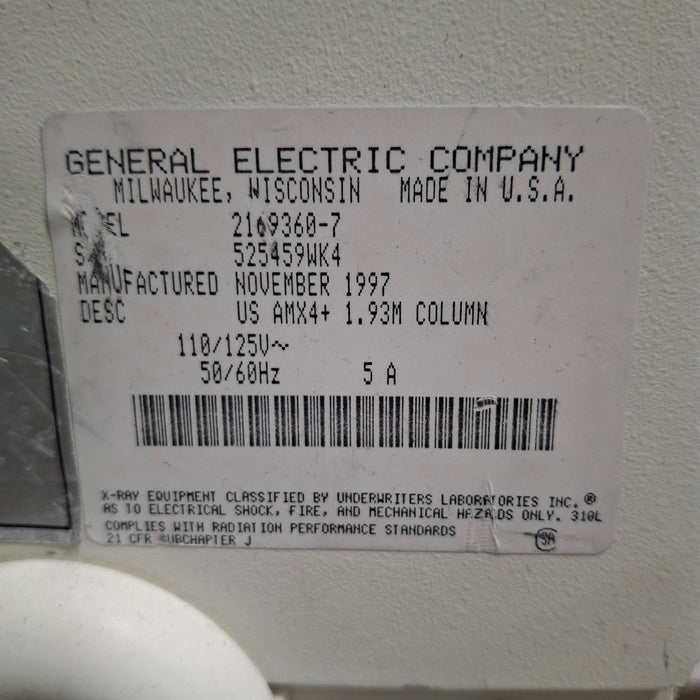 GENERAL ELECTRIC COMPANY
MILWAUKEE, WISCONSIN MADE IN U.S.A.
2169360-7
525459WK4
MANUFACTURED NOVEMBER 1997
DESC US AMX4+ 1.93M COLUMN
110/125V~
50/60Hz 5 A
X-RAY EQUIPMENT CLASSIFIED BY UNDERWRITERS LABORATORIES INC.®
AS TO ELECTRICAL SHOCK, FIRE, AND MECHANICAL HAZARDS ONLY. 310L
COMPLIES WITH RADIATION PERFORMANCE STANDARDS
21 CFR SUBCHAPTER J
SA